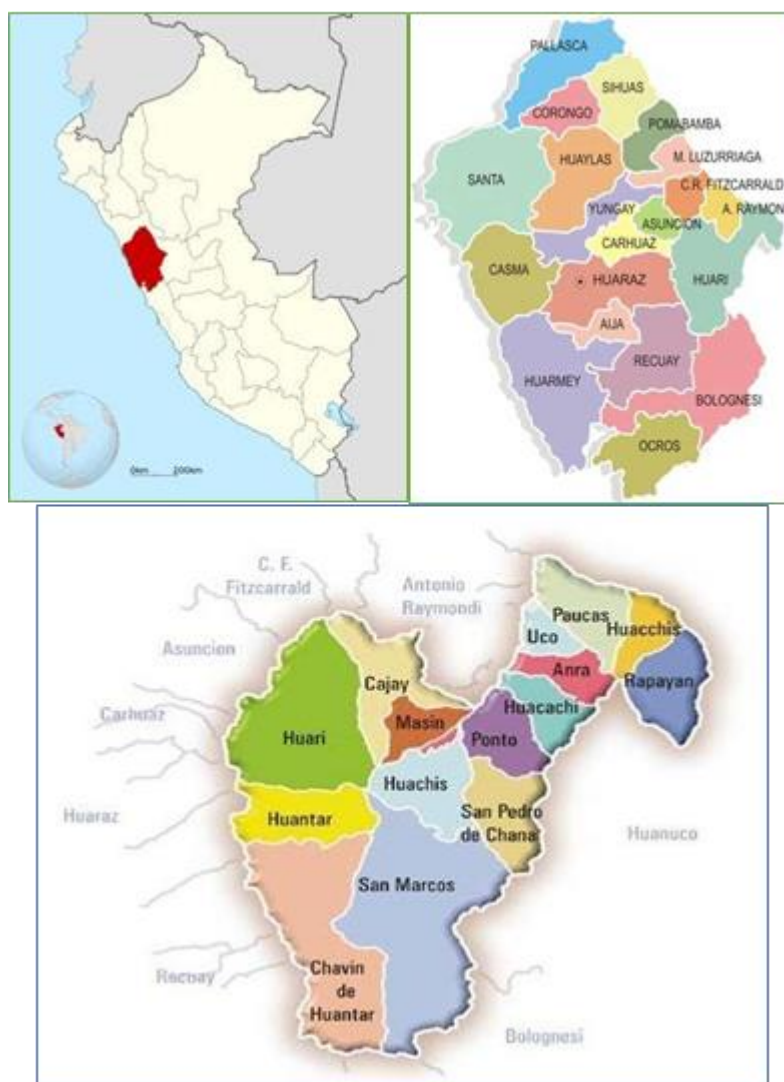 0km 200km
PALLASCA
SIHUAS
CORONGO
POMABAMBA
M. LUZURRIAGA
HUAYLAS
SANTA
C.R. FITZCARRALD
YUNGAY
A. RAYMON
ASUNCION
CARHUAZ
CASMA
HUARAZ
HUARI
AIJA
RECUAY
HUARMEY
BOLOGNESI
OCROS
C. F.
Fitzcarrald
Antonio
Raymondi
Asuncion
Carhuaz
Huaraz
Recuay
Bolognesi
Huanuco
Paucas
Huacchis
Uco
Anra
Rapayan
Cajay
Huacachi
Masin
Ponto
Huari
Huachis
Huantar
San Pedro
de Chana
San Marcos
Chavin
de
Huantar